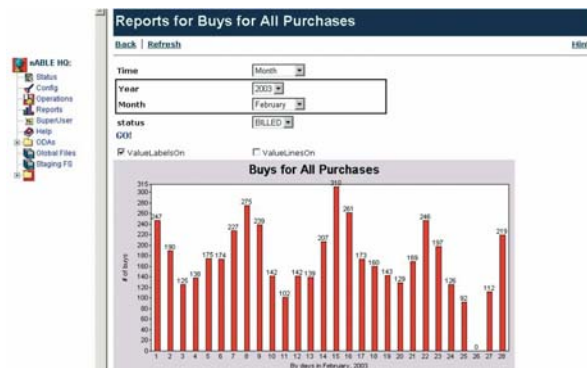 Reports for Buys for All Purchases
Back | Refresh
nABLE HQ:
Status
Config
Operations
Reports
SuperUser
Help
ODAs
Global Files
Staging FS
Time Month
Year 2003
Month February
status BILLED
GO!
ValueLabelsOn ValueLinesOn
Buys for All Purchases
# of buys
315
300
280
260
240
220
200
180
160
140
120
100
80
60
40
20
0
247 190 125 138 175 174 227 275 239 142 102 142 139 207 310 261 173 160 143 129 169 246 197 126 92 0 112 219
1 2 3 4 5 6 7 8 9 10 11 12 13 14 15 16 17 18 19 20 21 22 23 24 25 26 27 28
By days in February, 2003